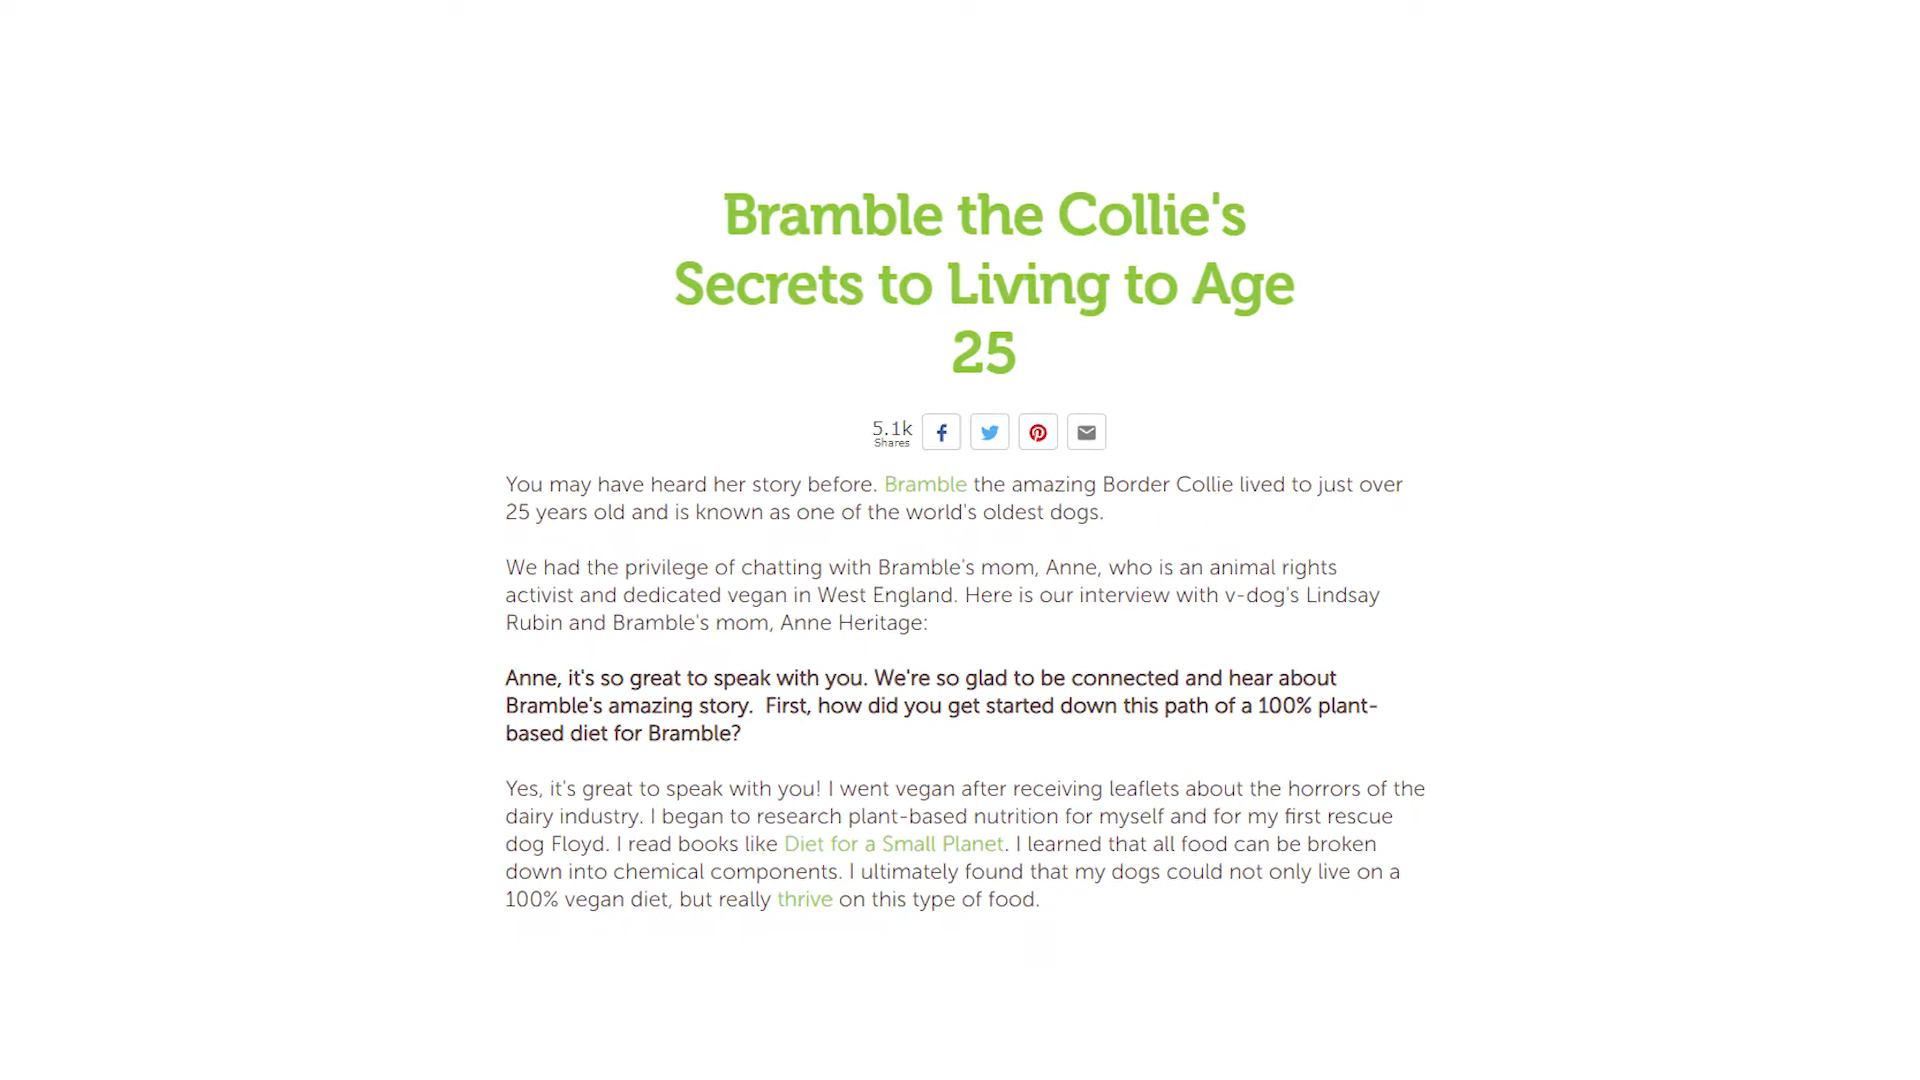 Bramble the Collie's
Secrets to Living to Age
25
5.1k
Shares
You may have heard her story before. Bramble the amazing Border Collie lived to just over
25 years old and is known as one of the world's oldest dogs.
We had the privilege of chatting with Bramble's mom, Anne, who is an animal rights
activist and dedicated vegan in West England. Here is our interview with v-dog's Lindsay
Rubin and Bramble's mom, Anne Heritage:
Anne, it's so great to speak with you. We're so glad to be connected and hear about
Bramble's amazing story.  First, how did you get started down this path of a 100% plant-
based diet for Bramble?
Yes, it's great to speak with you! I went vegan after receiving leaflets about the horrors of the
dairy industry. I began to research plant-based nutrition for myself and for my first rescue
dog Floyd. I read books like Diet for a Small Planet. I learned that all food can be broken
down into chemical components. I ultimately found that my dogs could not only live on a
100% vegan diet, but really thrive on this type of food.